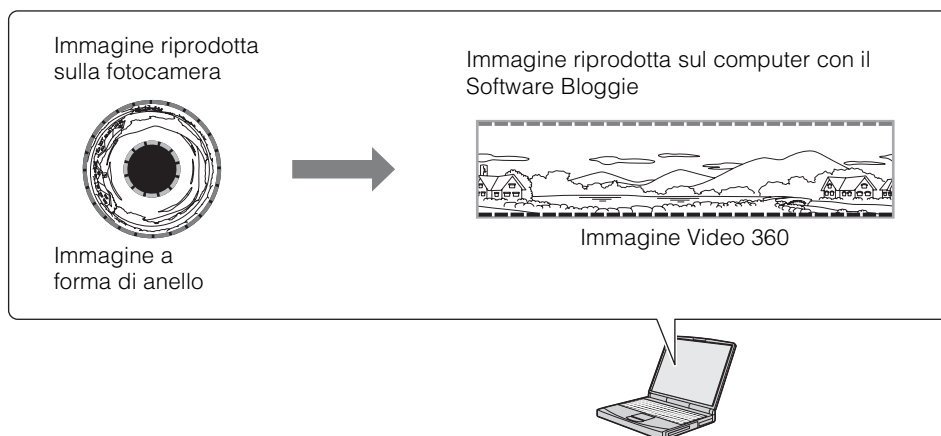 Immagine riprodotta
sulla fotocamera
Immagine a
forma di anello
Immagine riprodotta sul computer con il
Software Bloggie
Immagine Video 360